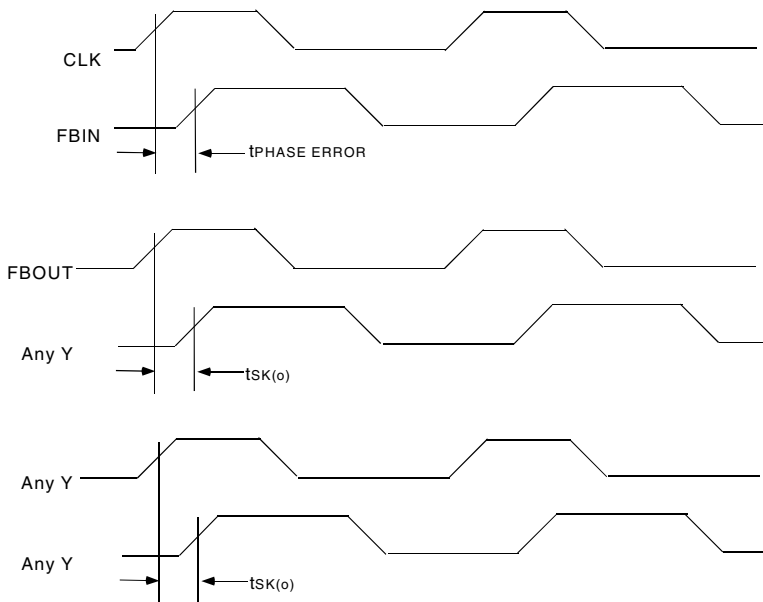 CLK
FBIN
tPHASE ERROR
FBOUT
Any Y
tSK(o)
Any Y
Any Y
tSK(o)